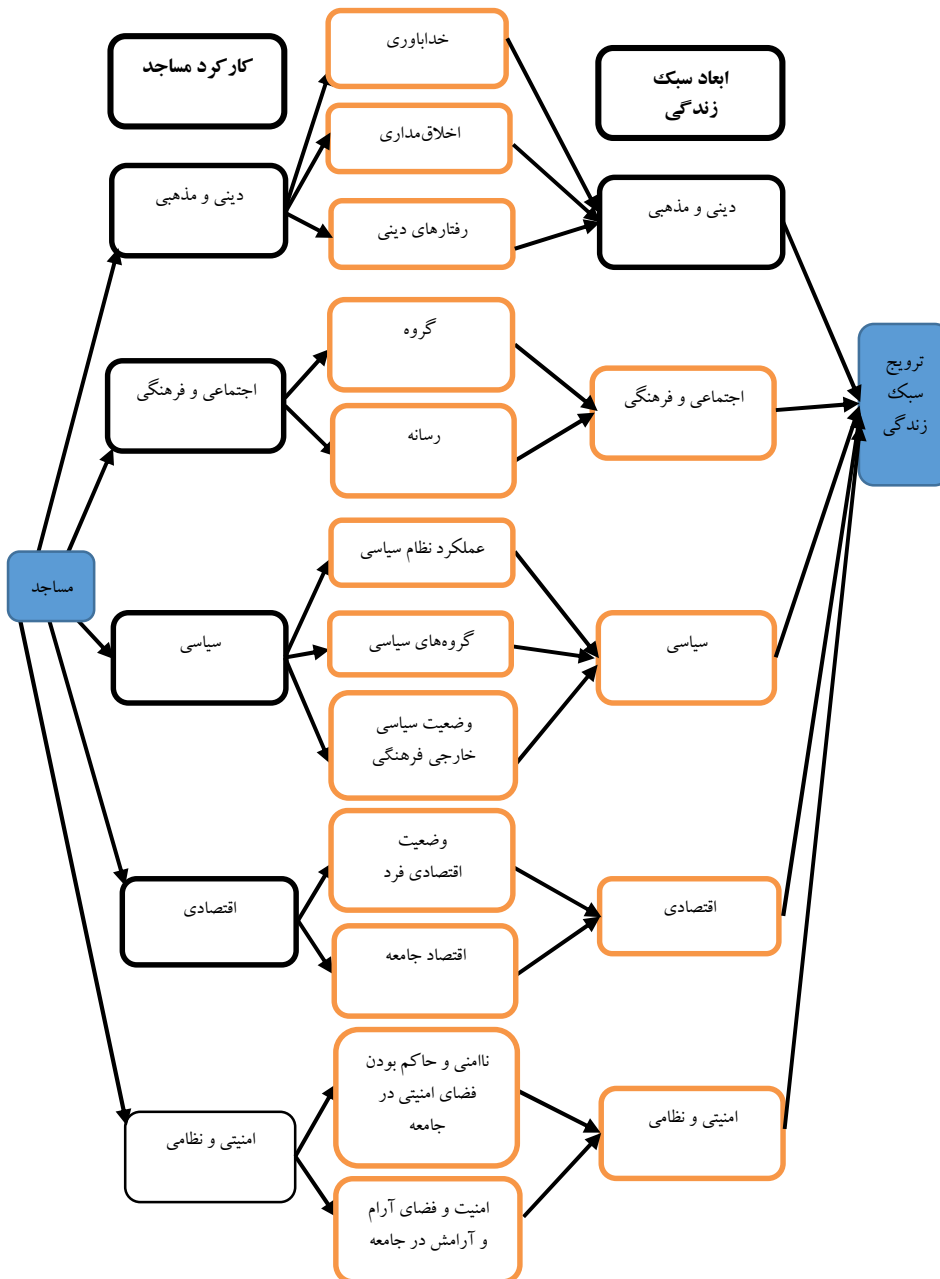 کارکرد مساجد
ابعاد سبک
زندگی
خداباوری
اخلاق‌مداری
رفتارهای دینی
دینی و مذهبی
دینی و مذهبی
گروه
رسانه
اجتماعی و فرهنگی
اجتماعی و فرهنگی
ترویج
سبک
زندگی
مساجد
عملکرد نظام سیاسی
گروه‌های سیاسی
وضعیت سیاسی
خارجی فرهنگی
سیاسی
سیاسی
وضعیت
اقتصادی فرد
اقتصاد جامعه
اقتصادی
اقتصادی
ناامنی و حاکم بودن
فضای امنیتی در
جامعه
امنیت و فضای آرام
و آرامش در جامعه
امنیتی و نظامی
امنیتی و نظامی